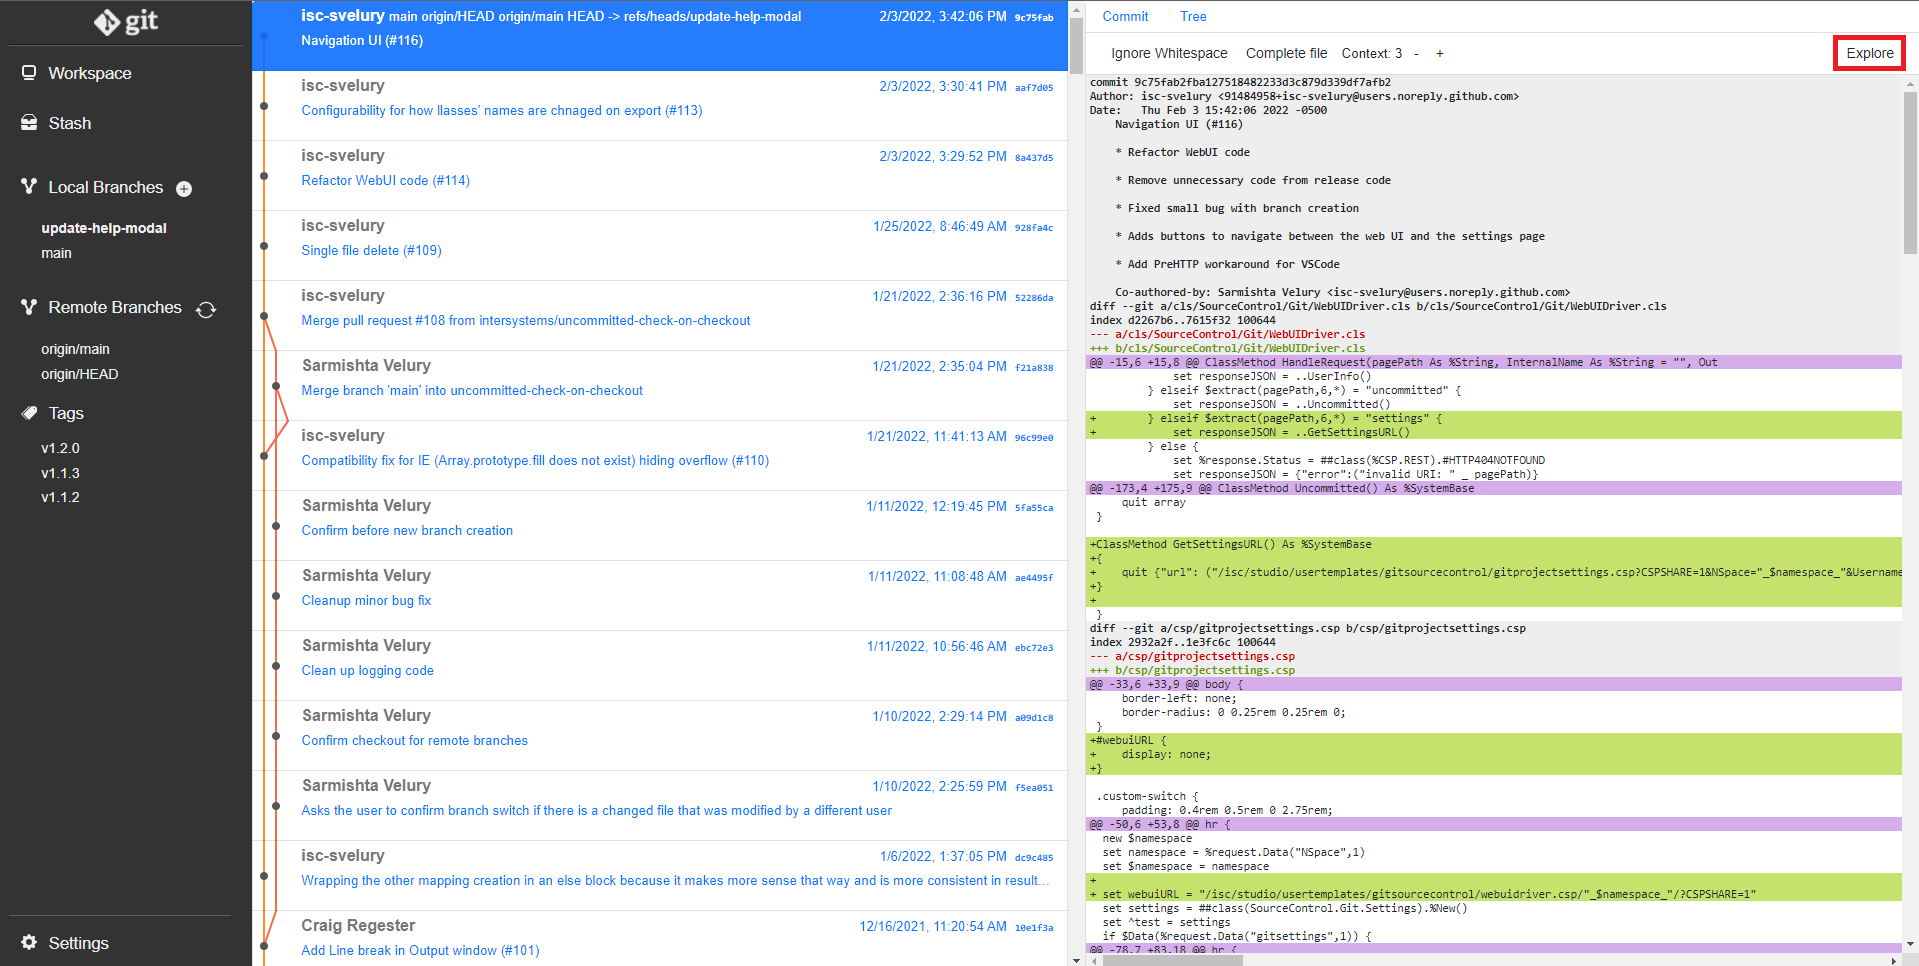 git
Workspace
Stash
Local Branches
update-help-modal
main
Remote Branches
origin/main
origin/HEAD
Tags
v1.2.0
v1.1.3
v1.1.2
Settings
isc-svelury main origin/HEAD origin/main HEAD -> refs/heads/update-help-modal 2/3/2022, 3:42:06 PM 9c75fab
Navigation UI (#116)
isc-svelury 2/3/2022, 3:30:41 PM aaf7d05
Configurability for how llasses' names are chnaged on export (#113)
isc-svelury 2/3/2022, 3:29:52 PM 8a437d5
Refactor WebUI code (#114)
isc-svelury 1/25/2022, 8:46:49 AM 928fa4c
Single file delete (#109)
isc-svelury 1/21/2022, 2:36:16 PM 52286da
Merge pull request #108 from intersystems/uncommitted-check-on-checkout
Sarmishta Velury 1/21/2022, 2:35:04 PM f21a838
Merge branch 'main' into uncommitted-check-on-checkout
isc-svelury 1/21/2022, 11:41:13 AM 96c99e0
Compatibility fix for IE (Array.prototype.fill does not exist) hiding overflow (#110)
Sarmishta Velury 1/11/2022, 12:19:45 PM 5fa55ca
Confirm before new branch creation
Sarmishta Velury 1/11/2022, 11:08:48 AM ae4495f
Cleanup minor bug fix
Sarmishta Velury 1/11/2022, 10:56:46 AM ebc72e3
Clean up logging code
Sarmishta Velury 1/10/2022, 2:29:14 PM a09d1c8
Confirm checkout for remote branches
Sarmishta Velury 1/10/2022, 2:25:59 PM f5ea051
Asks the user to confirm branch switch if there is a changed file that was modified by a different user
isc-svelury 1/6/2022, 1:37:05 PM dc9c485
Wrapping the other mapping creation in an else block because it makes more sense that way and is more consistent in result...
Craig Regester 12/16/2021, 11:20:54 AM 10e1f3a
Add Line break in Output window (#101)
Commit Tree
Ignore Whitespace Complete file Context: 3 - + Explore
commit 9c75fab2fba127518482233d3c879d339df7afb2
Author: isc-svelury <91484958+isc-svelury@users.noreply.github.com>
Date:   Thu Feb 3 15:42:06 2022 -0500
    Navigation UI (#116)
    * Refactor WebUI code
    * Remove unnecessary code from release code
    * Fixed small bug with branch creation
    * Adds buttons to navigate between the web UI and the settings page
    * Add PreHTTP workaround for VSCode
    Co-authored-by: Sarmishta Velury <isc-svelury@users.noreply.github.com>
diff --git a/cls/SourceControl/Git/WebUIDriver.cls b/cls/SourceControl/Git/WebUIDriver.cls
index d2267b6..7615f32 100644
--- a/cls/SourceControl/Git/WebUIDriver.cls
+++ b/cls/SourceControl/Git/WebUIDriver.cls
@@ -15,6 +15,8 @@ ClassMethod HandleRequest(pagePath As %String, InternalName As %String = "", Out
            set responseJSON = ..UserInfo()
        } elseif $extract(pagePath,6,*) = "uncommitted" {
            set responseJSON = ..Uncommitted()
+       } elseif $extract(pagePath,6,*) = "settings" {
+           set responseJSON = ..GetSettingsURL()
        } else {
            set %response.Status = ##class(%CSP.REST).#HTTP404NOTFOUND
            set responseJSON = {"error":("invalid URI: " _ pagePath)}
@@ -173,4 +175,9 @@ ClassMethod Uncommitted() As %SystemBase
    quit array
}
+ClassMethod GetSettingsURL() As %SystemBase
+{
+    quit {"url": ("/isc/studio/usertemplates/gitsourcecontrol/gitprojectsettings.csp?CSPSHARE=1&NSpace="_$namespace_"&Username
+}
+
}
diff --git a/csp/gitprojectsettings.csp b/csp/gitprojectsettings.csp
index 2932a2f..1e3fc6c 100644
--- a/csp/gitprojectsettings.csp
+++ b/csp/gitprojectsettings.csp
@@ -33,6 +33,9 @@ body {
    border-left: none;
    border-radius: 0 0.25rem 0.25rem 0;
}
+#webuiURL {
+    display: none;
+}
.custom-switch {
    padding: 0.4rem 0.5rem 0 2.75rem;
@@ -50,6 +53,8 @@ hr {
 new $namespace
 set namespace = %request.Data("NSpace",1)
 set $namespace = namespace
+
+ set webuiURL = "/isc/studio/usertemplates/gitsourcecontrol/webuidriver.csp/"_$namespace_"/?CSPSHARE=1"
 set settings = ##class(SourceControl.Git.Settings).%New()
 set ^test = settings
 if $Data(%request.Data("gitsettings",1)) {
@@ -78,7 +83,18 @@ hr {